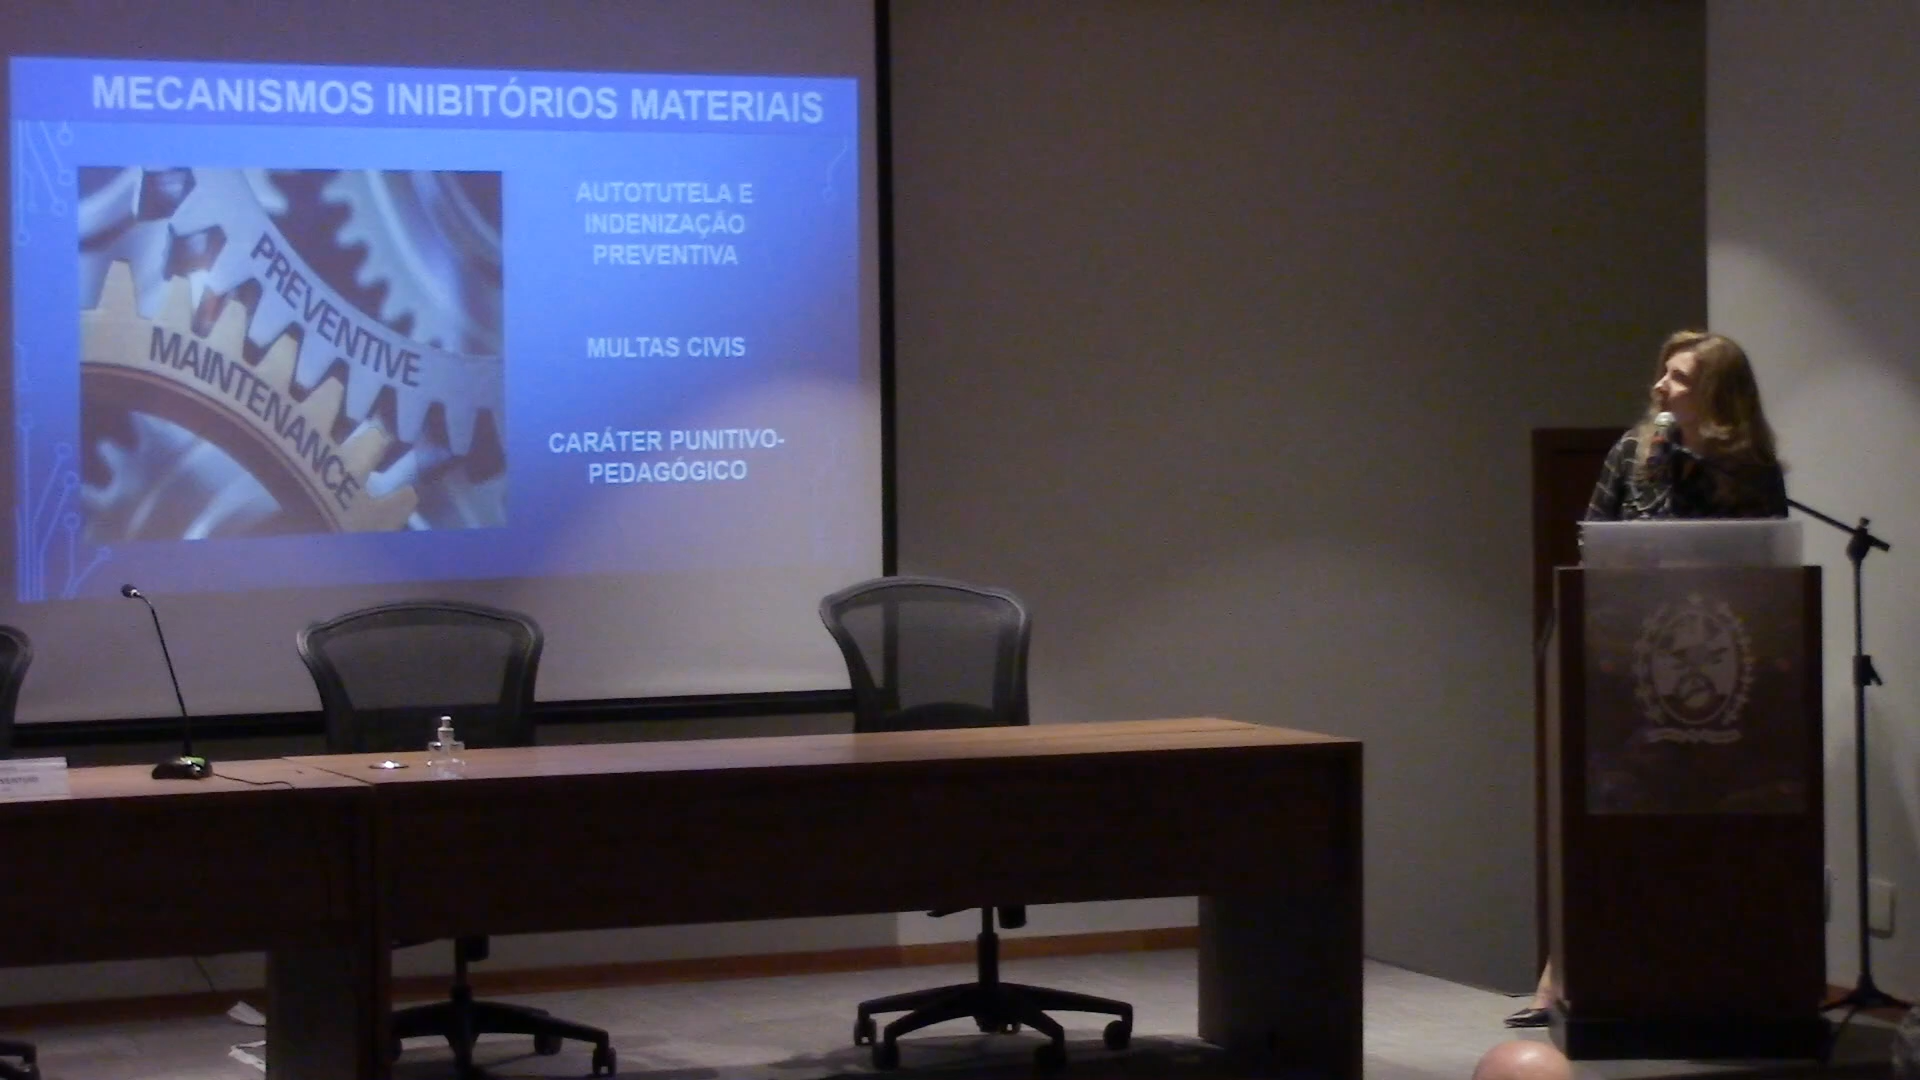 MECANISMOS INIBITÓRIOS MATERIAIS
PREVENTIVE
MAINTENANCE
AUTOTUTELA E
INDENIZAÇÃO
PREVENTIVA
MULTAS CIVIS
CARÁTER PUNITIVO-
PEDAGÓGICO